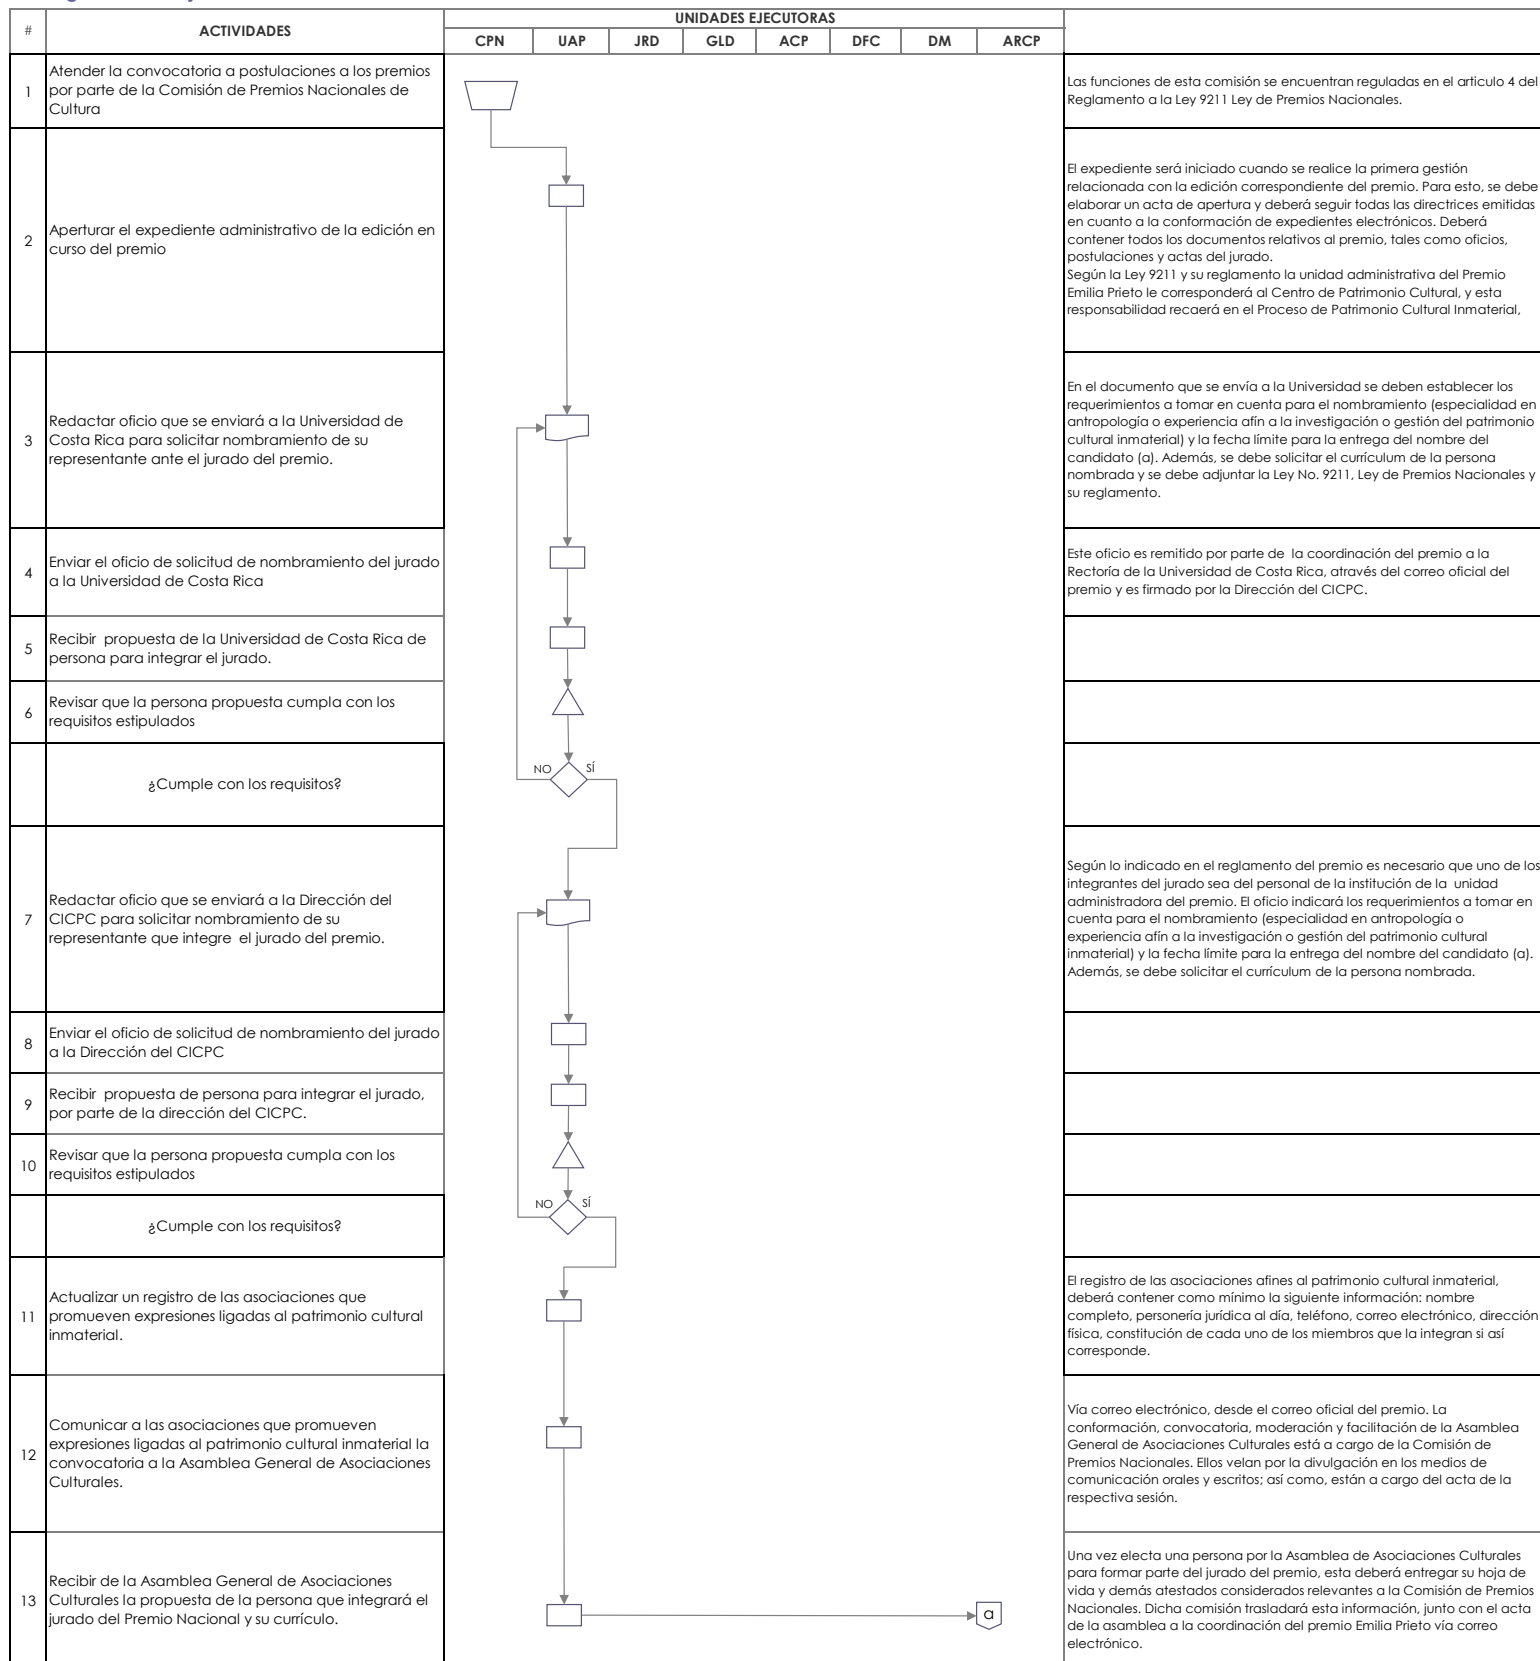 #
ACTIVIDADES
UNIDADES EJECUTORAS
CPN UAP JRD GLD ACP DFC DM ARCP
1
Atender la convocatoria a postulaciones a los premios
por parte de la Comisión de Premios Nacionales de
Cultura
Las funciones de esta comisión se encuentran reguladas en el articulo 4 del
Reglamento a la Ley 9211 Ley de Premios Nacionales.
2
Aperturar el expediente administrativo de la edición en
curso del premio
El expediente será iniciado cuando se realice la primera gestión
relacionada con la edición correspondiente del premio. Para esto, se debe
elaborar un acta de apertura y deberá seguir todas las directrices emitidas
en cuanto a la conformación de expedientes electrónicos. Deberá
contener todos los documentos relativos al premio, tales como oficios,
postulaciones y actas del jurado.
Según la Ley 9211 y su reglamento la unidad administrativa del Premio
Emilia Prieto le corresponderá al Centro de Patrimonio Cultural, y esta
responsabilidad recaerá en el Proceso de Patrimonio Cultural Inmaterial,
3
Redactar oficio que se enviará a la Universidad de
Costa Rica para solicitar nombramiento de su
representante ante el jurado del premio.
En el documento que se envía a la Universidad se deben establecer los
requerimientos a tomar en cuenta para el nombramiento (especialidad en
antropología o experiencia afín a la investigación o gestión del patrimonio
cultural inmaterial) y la fecha límite para la entrega del nombre del
candidato (a). Además, se debe solicitar el currículum de la persona
nombrada y se debe adjuntar la Ley No. 9211, Ley de Premios Nacionales y
su reglamento.
4
Enviar el oficio de solicitud de nombramiento del jurado
a la Universidad de Costa Rica
Este oficio es remitido por parte de la coordinación del premio a la
Rectoría de la Universidad de Costa Rica, através del correo oficial del
premio y es firmado por la Dirección del CICPC.
5
Recibir propuesta de la Universidad de Costa Rica de
persona para integrar el jurado.
6
Revisar que la persona propuesta cumpla con los
requisitos estipulados
¿Cumple con los requisitos?
NO SÍ
7
Redactar oficio que se enviará a la Dirección del
CICPC para solicitar nombramiento de su
representante que integre el jurado del premio.
Según lo indicado en el reglamento del premio es necesario que uno de los
integrantes del jurado sea del personal de la institución de la unidad
administradora del premio. El oficio indicará los requerimientos a tomar en
cuenta para el nombramiento (especialidad en antropología o
experiencia afín a la investigación o gestión del patrimonio cultural
inmaterial) y la fecha límite para la entrega del nombre del candidato (a).
Además, se debe solicitar el currículum de la persona nombrada.
8
Enviar el oficio de solicitud de nombramiento del jurado
a la Dirección del CICPC
9
Recibir propuesta de persona para integrar el jurado,
por parte de la dirección del CICPC.
10
Revisar que la persona propuesta cumpla con los
requisitos estipulados
¿Cumple con los requisitos?
NO SÍ
11
Actualizar un registro de las asociaciones que
promueven expresiones ligadas al patrimonio cultural
inmaterial.
El registro de las asociaciones afines al patrimonio cultural inmaterial,
deberá contener como mínimo la siguiente información: nombre
completo, personería jurídica al día, teléfono, correo electrónico, dirección
física, constitución de cada uno de los miembros que la integran si así
corresponde.
12
Comunicar a las asociaciones que promueven
expresiones ligadas al patrimonio cultural inmaterial la
convocatoria a la Asamblea General de Asociaciones
Culturales.
Vía correo electrónico, desde el correo oficial del premio. La
conformación, convocatoria, moderación y facilitación de la Asamblea
General de Asociaciones Culturales está a cargo de la Comisión de
Premios Nacionales. Ellos velan por la divulgación en los medios de
comunicación orales y escritos; así como, están a cargo del acta de la
respectiva sesión.
13
Recibir de la Asamblea General de Asociaciones
Culturales la propuesta de la persona que integrará el
jurado del Premio Nacional y su currículo.
a
Una vez electa una persona por la Asamblea de Asociaciones Culturales
para formar parte del jurado del premio, esta deberá entregar su hoja de
vida y demás atestados considerados relevantes a la Comisión de Premios
Nacionales. Dicha comisión trasladará esta información, junto con el acta
de la asamblea a la coordinación del premio Emilia Prieto vía correo
electrónico.